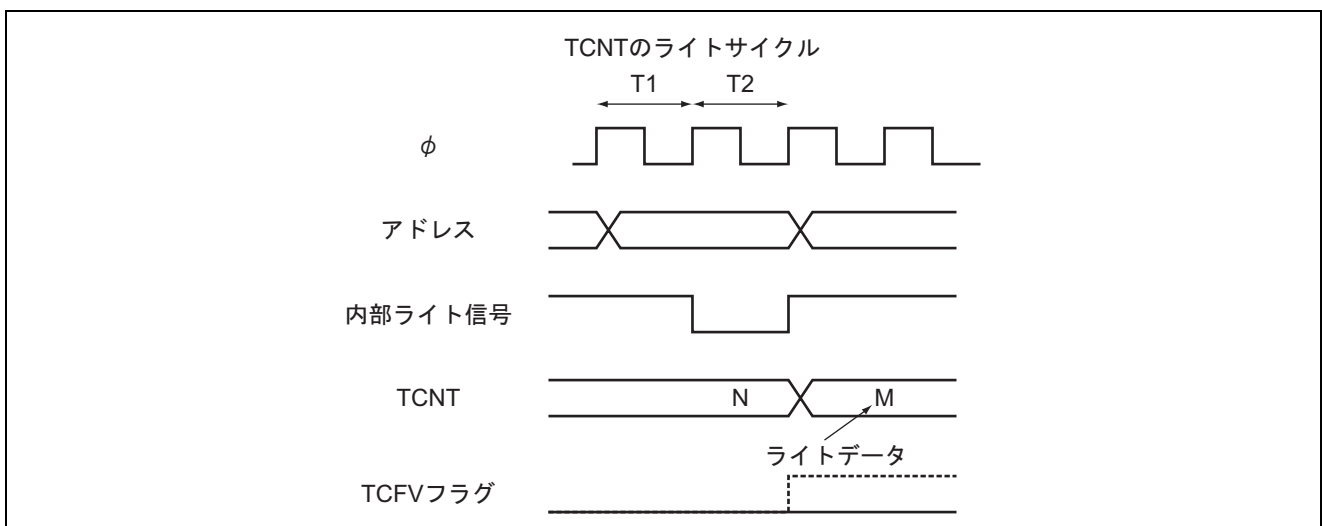 TCNTのライトサイクル
T1 T2
φ
アドレス
内部ライト信号
TCNT N M
ライトデータ
TCFVフラグ